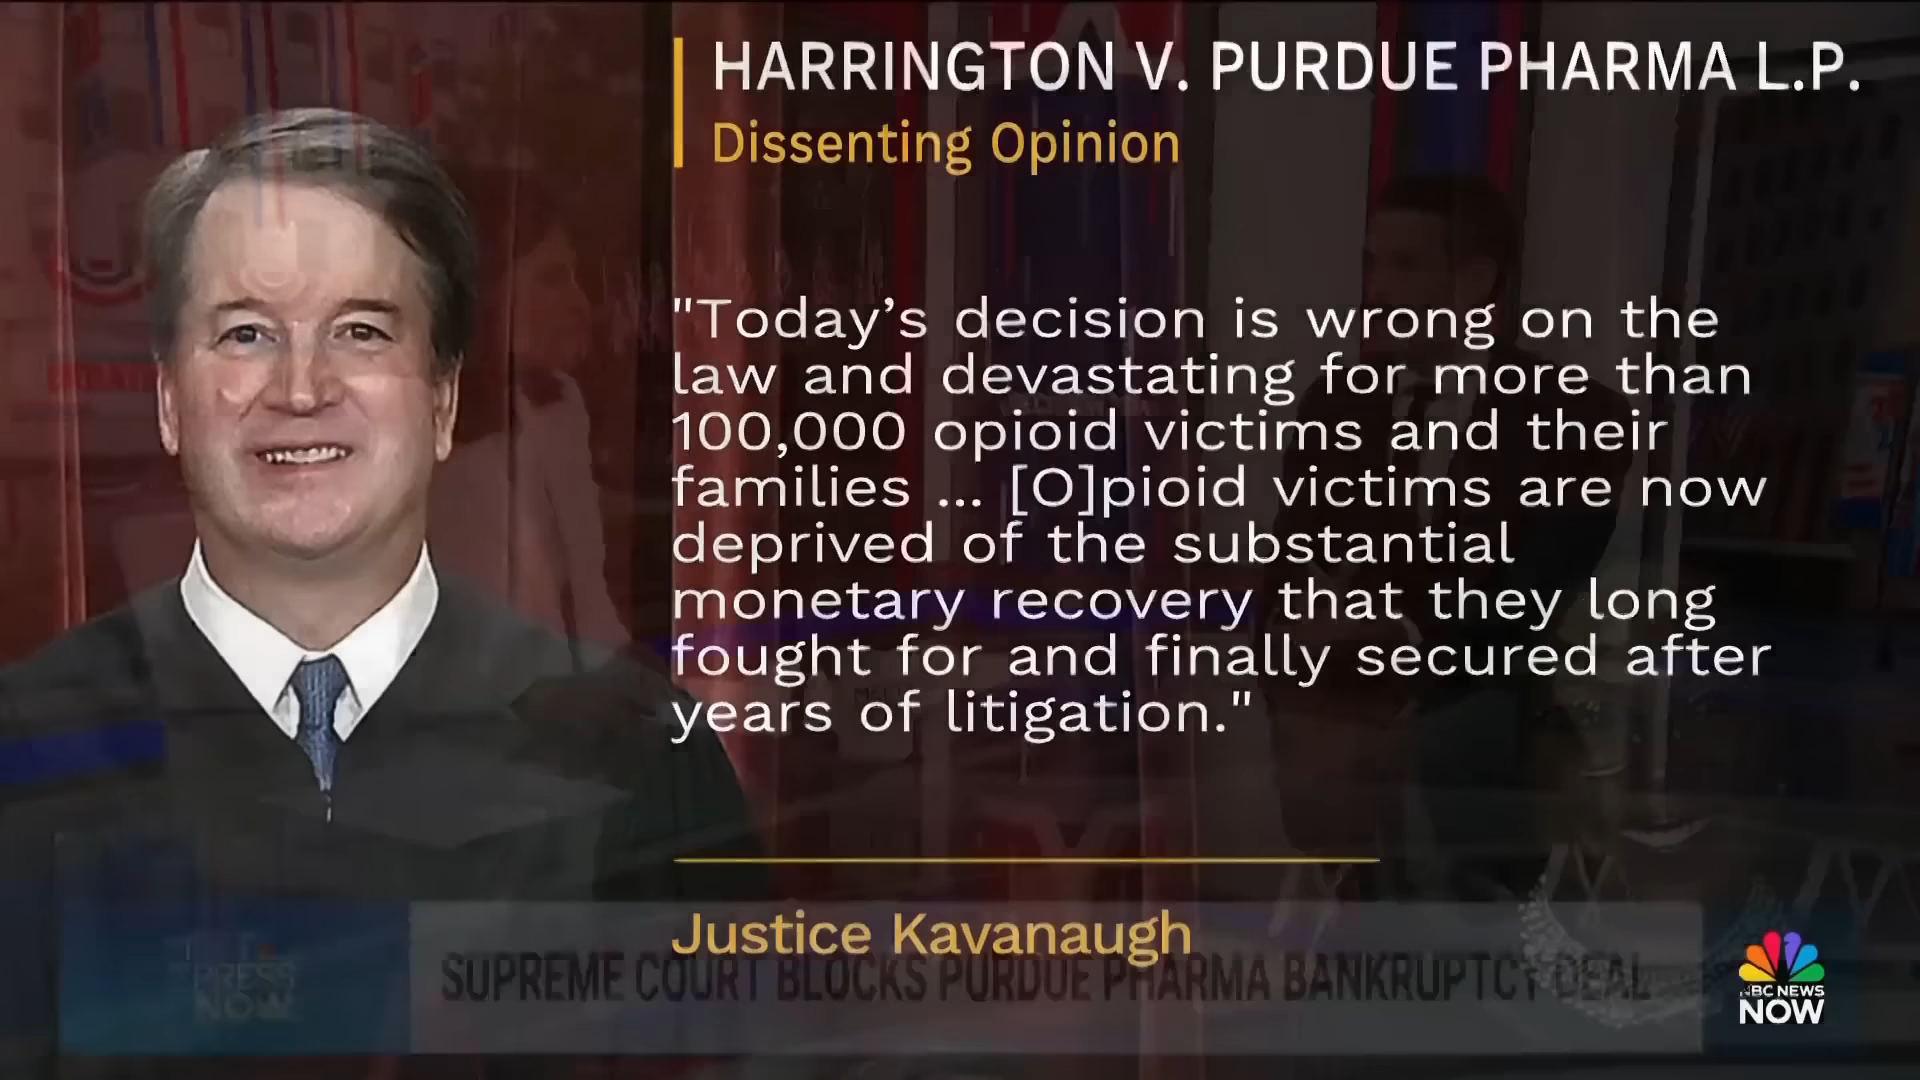 HARRINGTON V. PURDUE PHARMA L.P.
Dissenting Opinion
"Today’s decision is wrong on the
law and devastating for more than
100,000 opioid victims and their
families ... [O]pioid victims are now
deprived of the substantial
monetary recovery that they long
fought for and finally secured after
years of litigation."
Justice Kavanaugh
SUPREME COURT BLOCKS PURDUE PHARMA BANKRUPTCY DEAL
PRESS
NOW
NBC NEWS
NOW